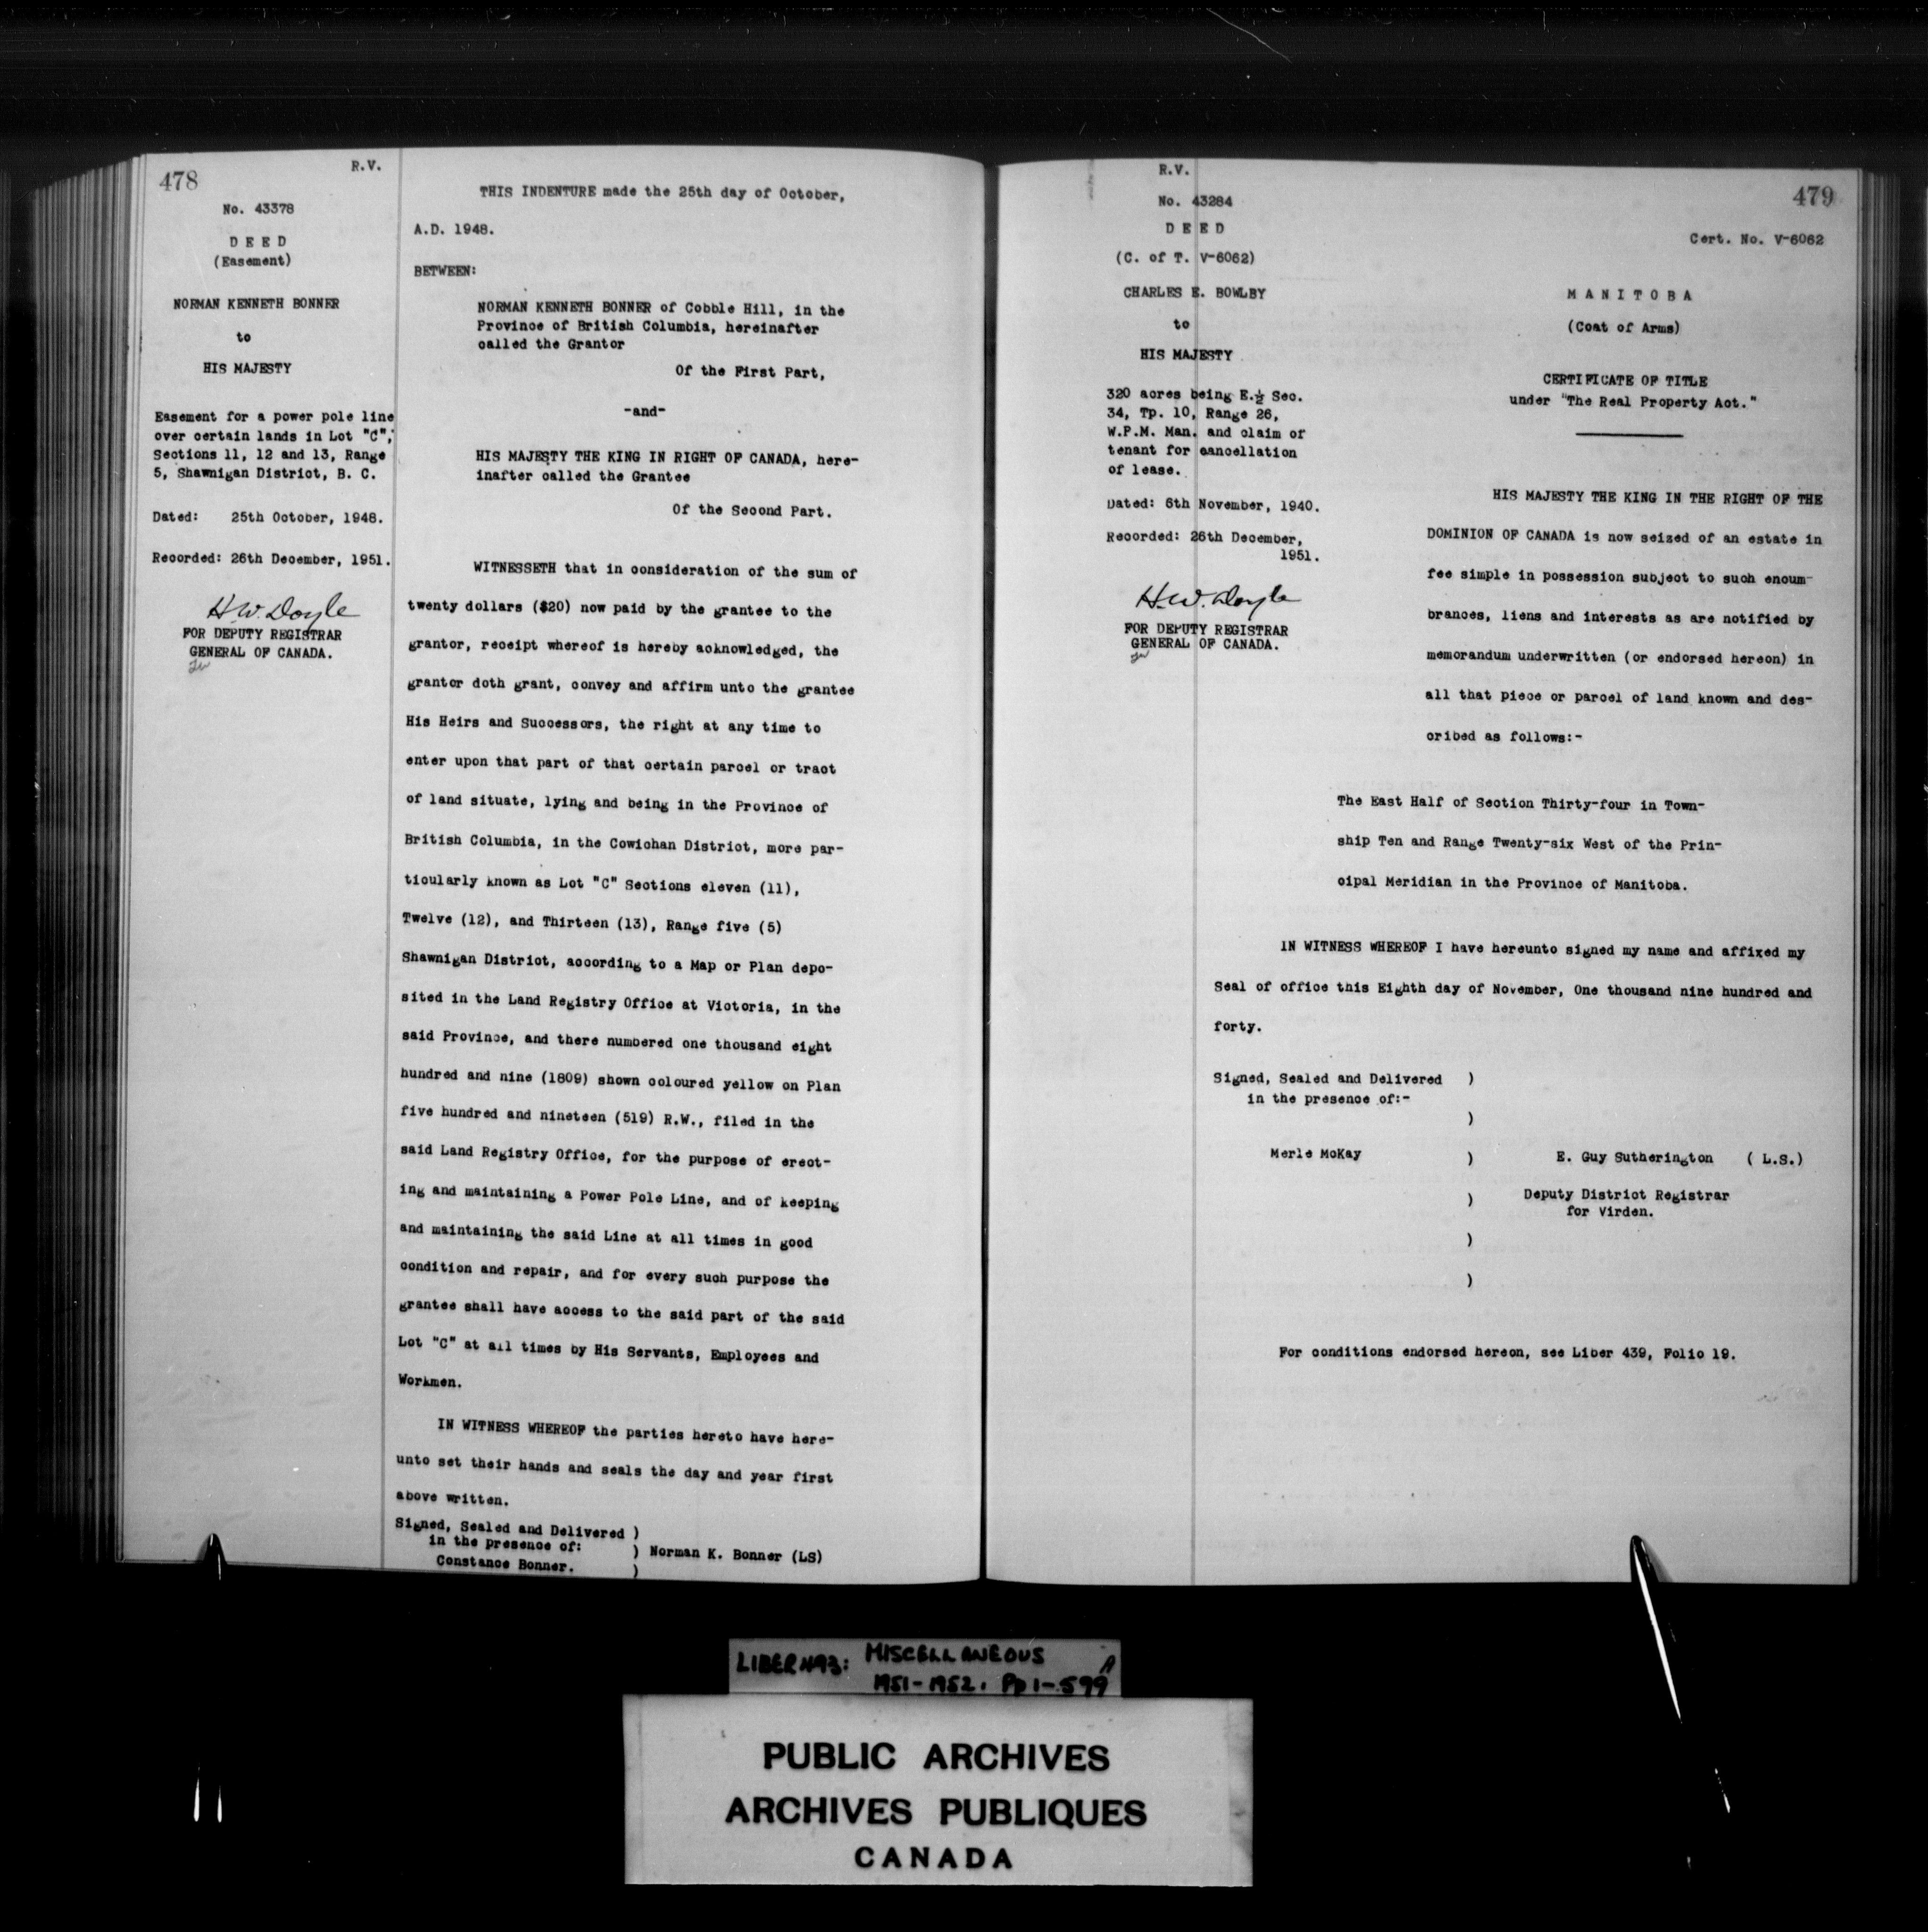 478
R.V.
No. 43378
D E E D
(Easement)
NORMAN KENNETH BONNER
to
HIS MAJESTY
Easement for a power pole line
over certain lands in Lot "C",
Sections 11, 12 and 13, Range
5, Shawnigan District, B. C.
Dated: 25th October, 1948.
Recorded: 26th December, 1951.
H.W. Doyle
FOR DEPUTY REGISTRAR
GENERAL OF CANADA.
THIS INDENTURE made the 25th day of October,
A.D. 1948.
BETWEEN:
NORMAN KENNETH BONNER of Cobble Hill, in the
Province of British Columbia, hereinafter
called the Grantor
Of the First Part,
-and-
HIS MAJESTY THE KING IN RIGHT OF CANADA, here-
inafter called the Grantee
Of the Second Part.
WITNESSETH that in consideration of the sum of
twenty dollars ($20) now paid by the grantee to the
grantor, receipt whereof is hereby acknowledged, the
grantor doth grant, convey and affirm unto the grantee
His Heirs and Successors, the right at any time to
enter upon that part of that certain parcel or tract
of land situate, lying and being in the Province of
British Columbia, in the Cowichan District, more par-
ticularly known as Lot "C" Sections eleven (11),
Twelve (12), and Thirteen (13), Range five (5)
Shawnigan District, according to a Map or Plan depo-
sited in the Land Registry Office at Victoria, in the
said Province, and there numbered one thousand eight
hundred and nine (1809) shown coloured yellow on Plan
five hundred and nineteen (519) R.W., filed in the
said Land Registry Office, for the purpose of erect-
ing and maintaining a Power Pole Line, and of keeping
and maintaining the said Line at all times in good
condition and repair, and for every such purpose the
grantee shall have access to the said part of the said
Lot "C" at all times by His Servants, Employees and
Workmen.
IN WITNESS WHEREOF the parties hereto have here-
unto set their hands and seals the day and year first
above written.
Signed, Sealed and Delivered )
in the presence of: ) Norman K. Bonner (LS)
Constance Bonner. )
R.V.
479
No. 43284
D E E D
(C. of T. V-6062)
CHARLES E. BOWLBY
to
HIS MAJESTY
320 acres being E.½ Sec.
34, Tp. 10, Range 26,
W.P.M. Man. and claim of
tenant for cancellation
of lease.
Dated: 6th November, 1940.
Recorded: 26th December,
1951.
H.W. Doyle
FOR DEPUTY REGISTRAR
GENERAL OF CANADA.
Cert. No. V-6062
M A N I T O B A
(Coat of Arms)
CERTIFICATE OF TITLE
under "The Real Property Act."
HIS MAJESTY THE KING IN THE RIGHT OF THE
DOMINION OF CANADA is now seized of an estate in
fee simple in possession subject to such encum-
brances, liens and interests as are notified by
memorandum underwritten (or endorsed hereon) in
all that piece or parcel of land known and des-
cribed as follows:-
The East Half of Section Thirty-four in Town-
ship Ten and Range Twenty-six West of the Prin-
cipal Meridian in the Province of Manitoba.
IN WITNESS WHEREOF I have hereunto signed my name and affixed my
Seal of office this Eighth day of November, One thousand nine hundred and
forty.
Signed, Sealed and Delivered )
in the presence of:-
)
Merle McKay ) E. Guy Sutherington ( L.S.)
) Deputy District Registrar
for Virden.
)
)
For conditions endorsed hereon, see Liber 439, Folio 19.
LIBER 493: MISCELLANEOUS A
1951-1952. Pp 1-599
PUBLIC ARCHIVES
ARCHIVES PUBLIQUES
CANADA